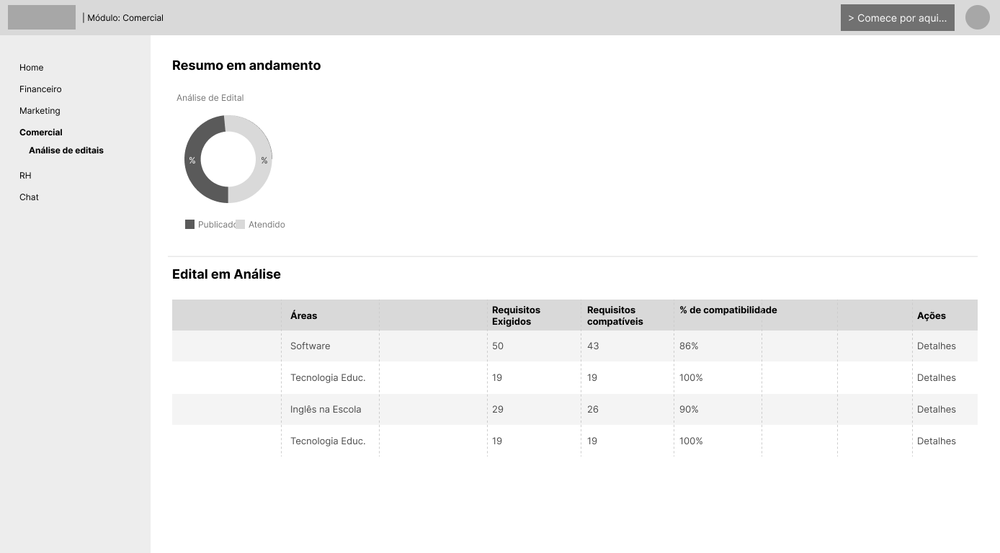 | Módulo: Comercial
> Comece por aqui...
Home
Financeiro
Marketing
Comercial
Análise de editais
RH
Chat
Resumo em andamento
Análise de Edital
% %
Publicado Atendido
Edital em Análise
Áreas Requisitos Exigidos Requisitos compatíveis % de compatibilidade Ações
Software 50 43 86% Detalhes
Tecnologia Educ. 19 19 100% Detalhes
Inglês na Escola 29 26 90% Detalhes
Tecnologia Educ. 19 19 100% Detalhes